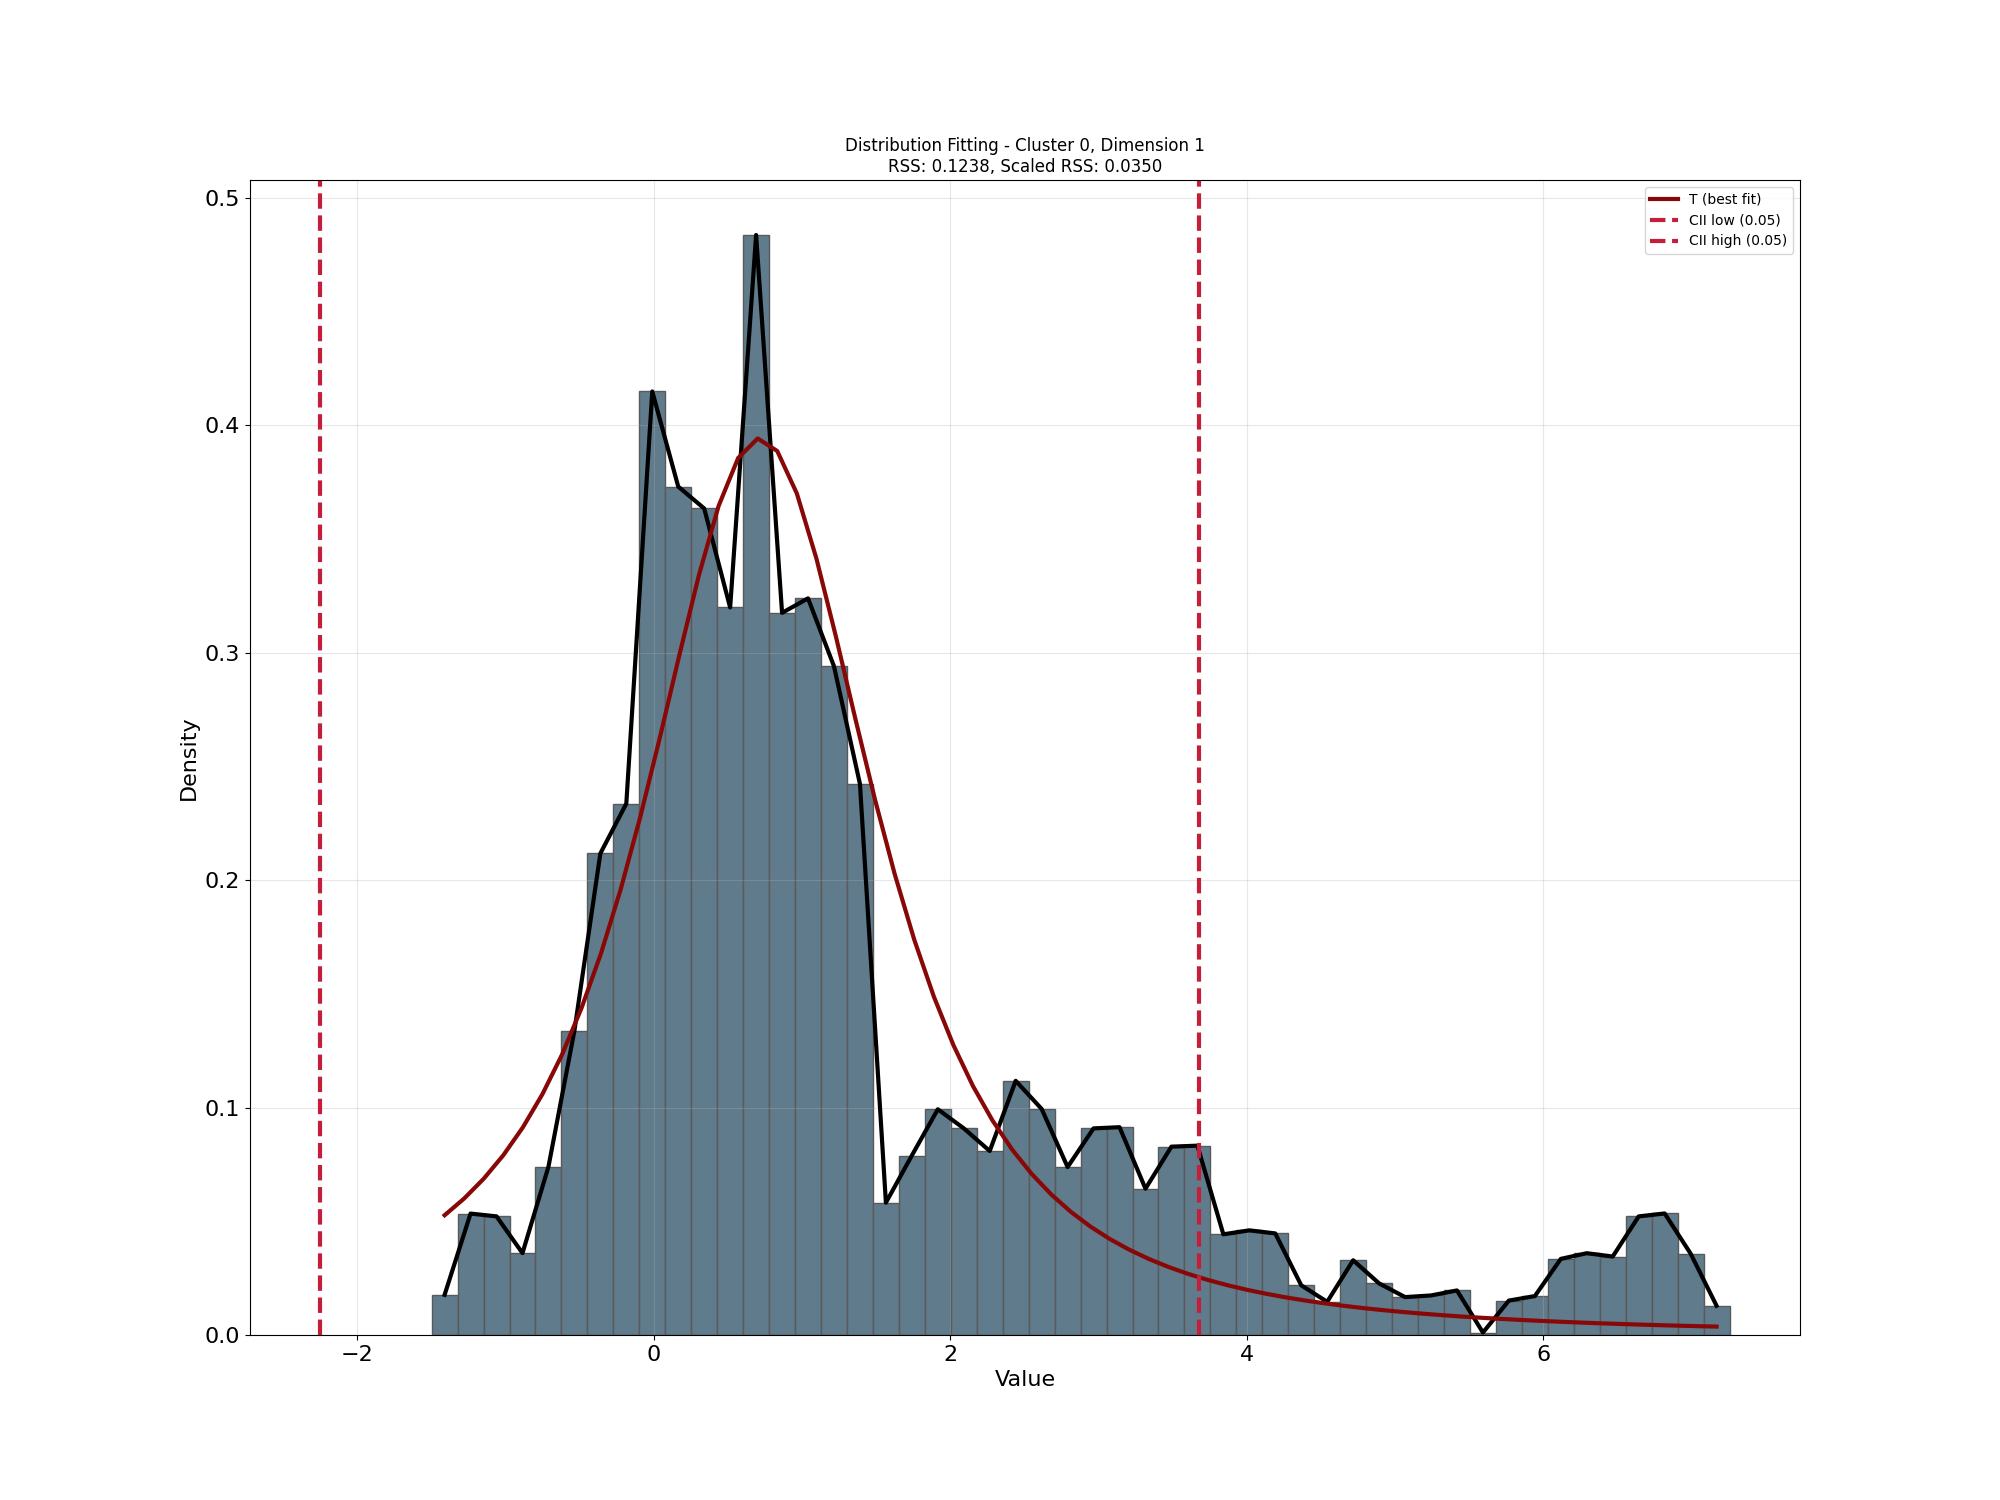 Distribution Fitting - Cluster 0, Dimension 1
RSS: 0.1238, Scaled RSS: 0.0350
T (best fit)
CII low (0.05)
CII high (0.05)
0.5
0.4
0.3
0.2
0.1
0.0
Density
−2
0
2
4
6
Value